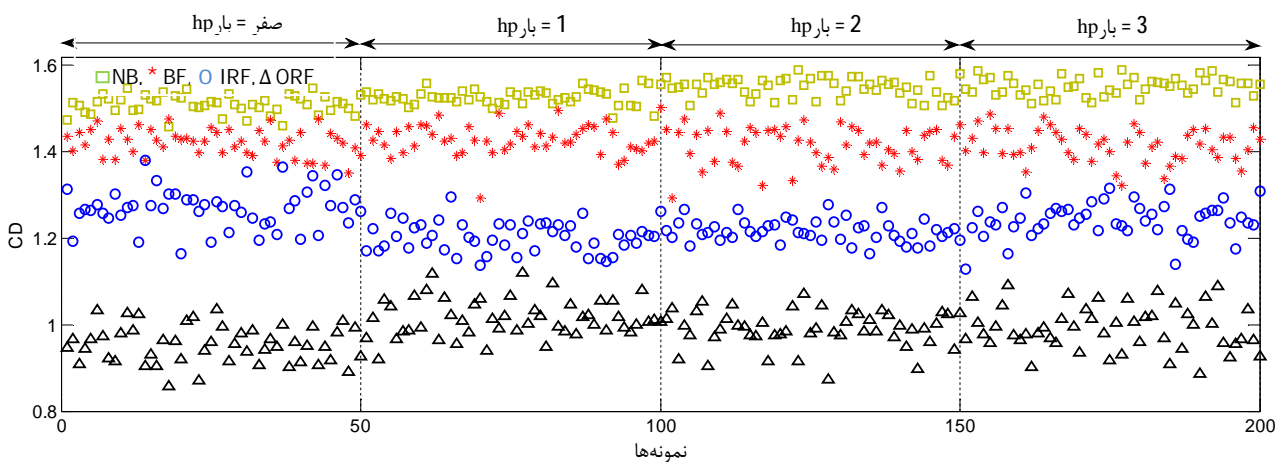 بار hp = صفر
بار hp = 1
بار hp = 2
بار hp = 3
NB, * BF, O IRF, Δ ORF
CD
1.6
1.4
1.2
1
0.8
0
50
100
150
200
نمونه‌ها